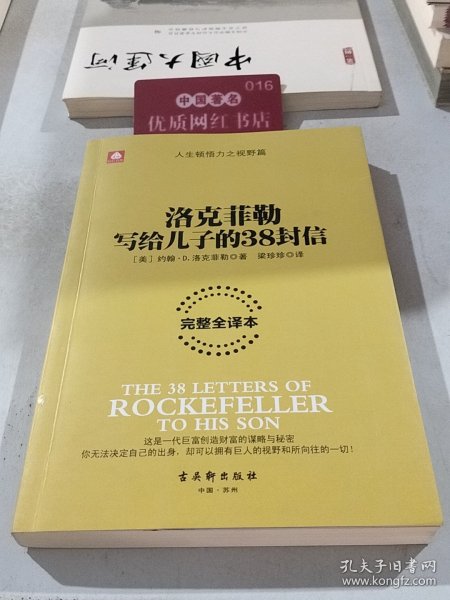 中國大運河
016
中国著名
优质网红书店
人生顿悟力之视野篇
洛克菲勒
写给儿子的38封信
［美］约翰·D.洛克菲勒◎著 梁珍珍◎译
完整全译本
THE 38 LETTERS OF
ROCKEFELLER
TO HIS SON
这是一代巨富创造财富的谋略与秘密
你无法决定自己的出身，却可以拥有巨人的视野和所向往的一切！
古吴轩出版社
中国·苏州
孔夫子旧书网
www.kongfz.com